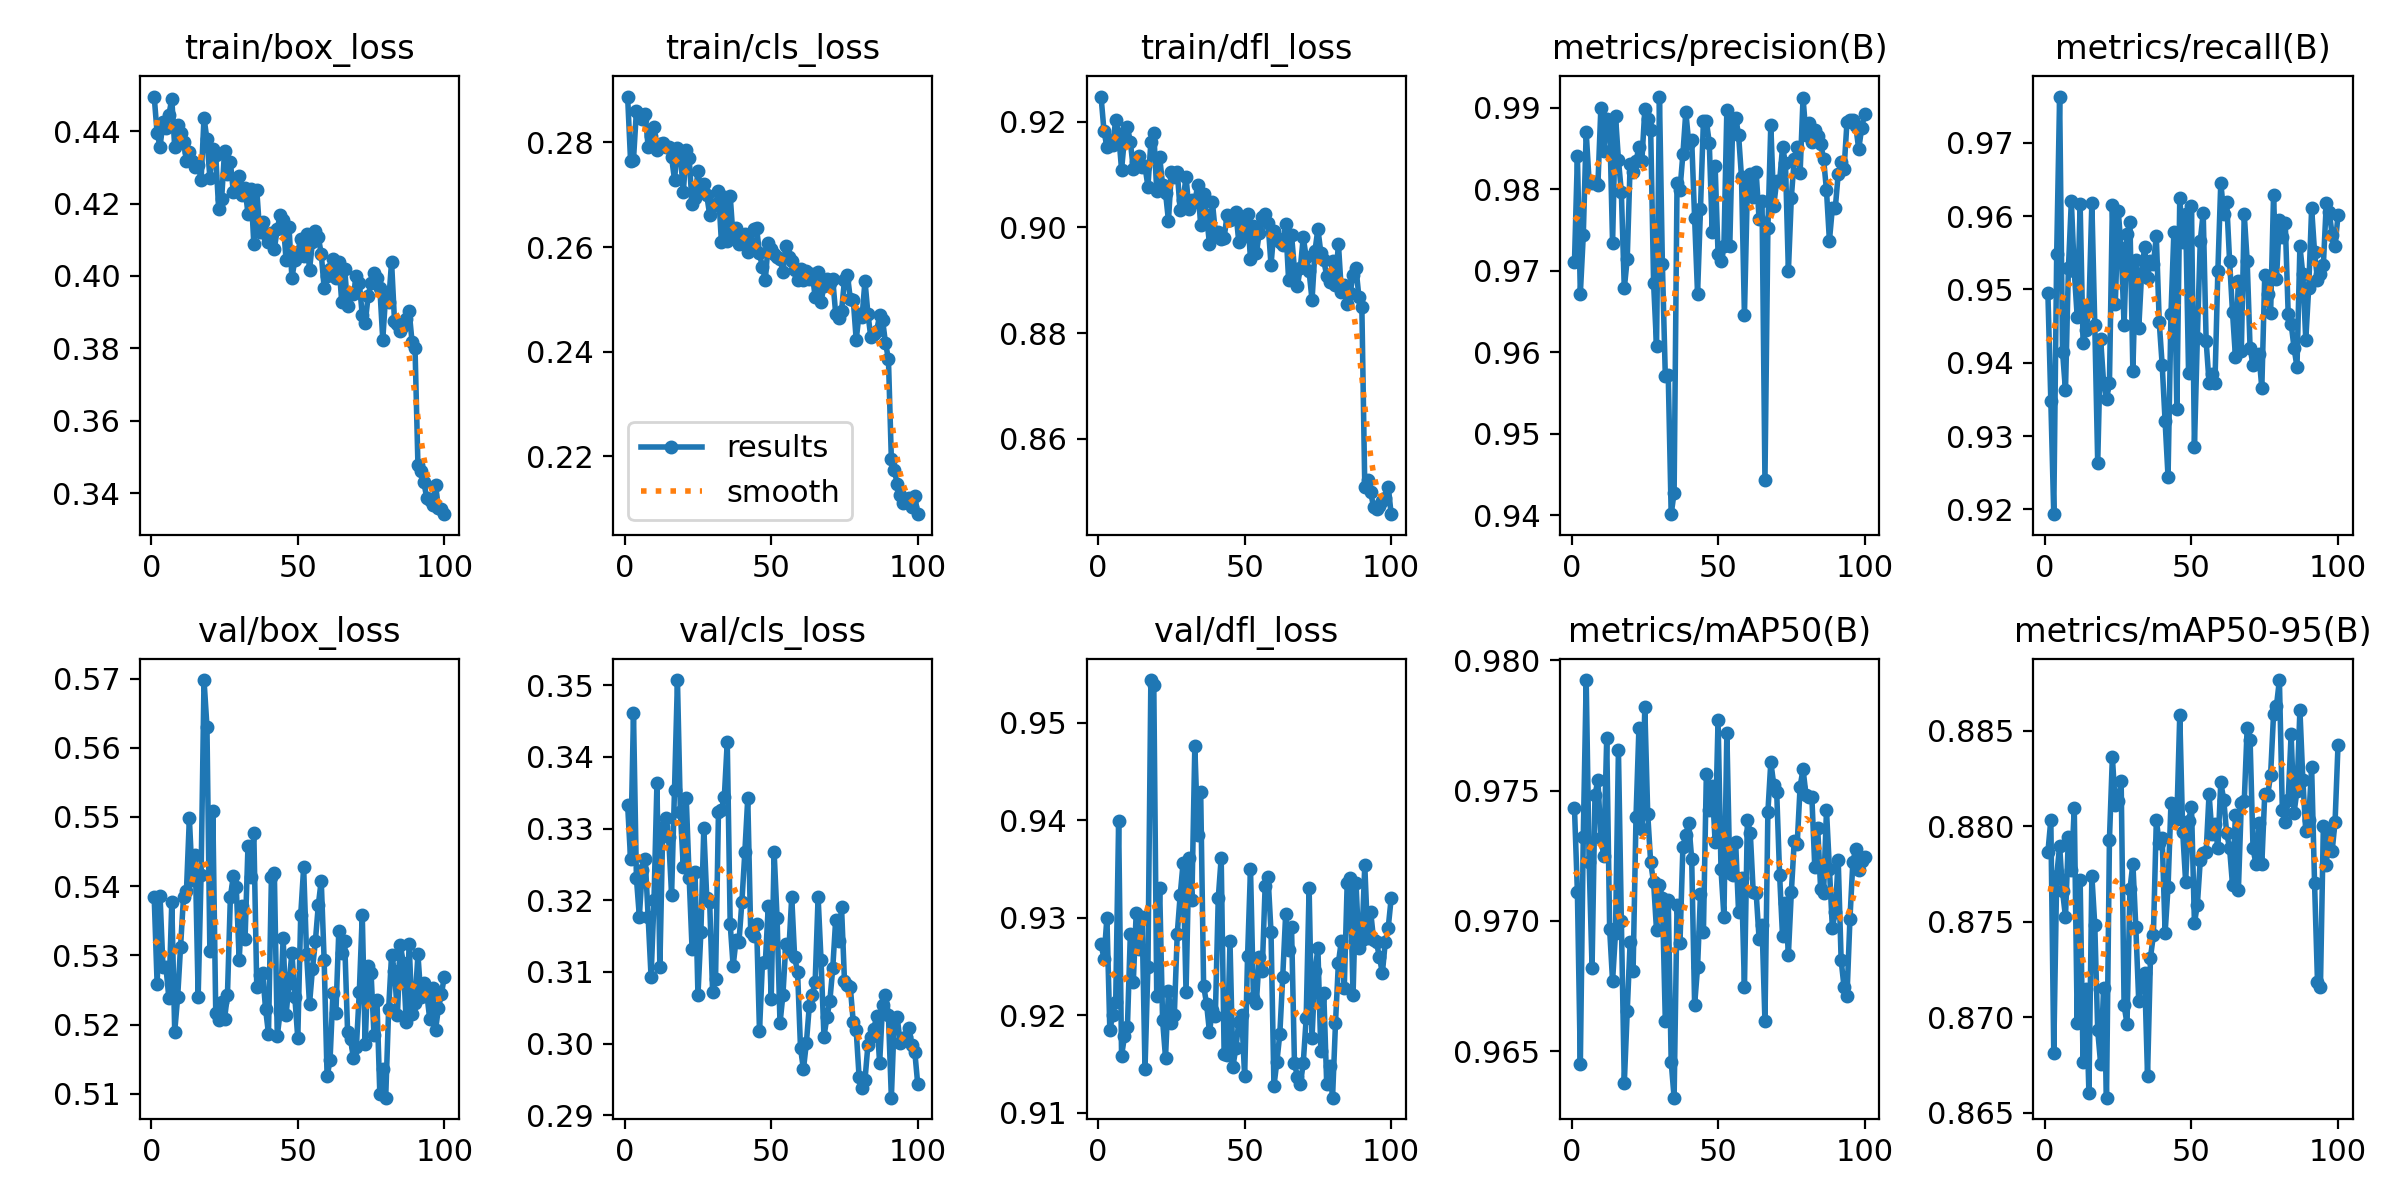 train/box_loss
0.44
0.42
0.40
0.38
0.36
0.34
0 50 100
train/cls_loss
0.28
0.26
0.24
0.22
results
smooth
0 50 100
train/dfl_loss
0.92
0.90
0.88
0.86
0 50 100
metrics/precision(B)
0.99
0.98
0.97
0.96
0.95
0.94
0 50 100
metrics/recall(B)
0.97
0.96
0.95
0.94
0.93
0.92
0 50 100
val/box_loss
0.57
0.56
0.55
0.54
0.53
0.52
0.51
0 50 100
val/cls_loss
0.35
0.34
0.33
0.32
0.31
0.30
0.29
0 50 100
val/dfl_loss
0.95
0.94
0.93
0.92
0.91
0 50 100
metrics/mAP50(B)
0.980
0.975
0.970
0.965
0 50 100
metrics/mAP50-95(B)
0.885
0.880
0.875
0.870
0.865
0 50 100